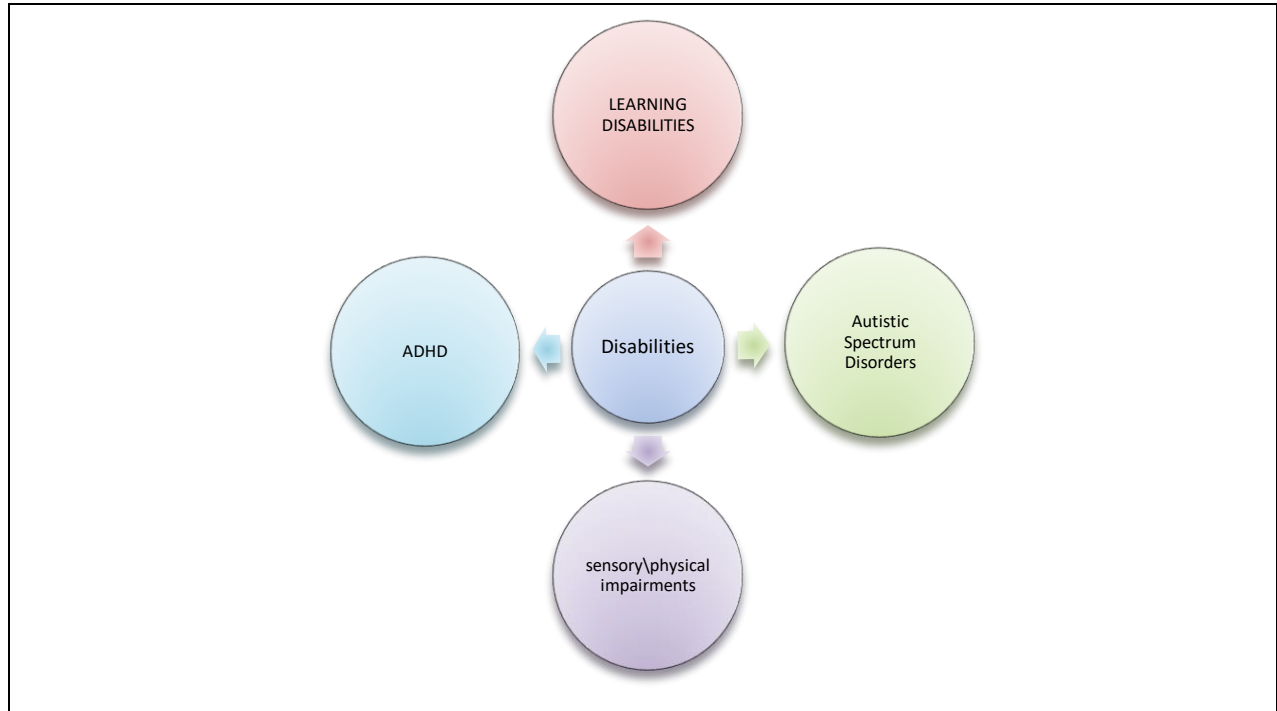 LEARNING
DISABILITIES
ADHD
Disabilities
Autistic
Spectrum
Disorders
sensory\physical
impairments